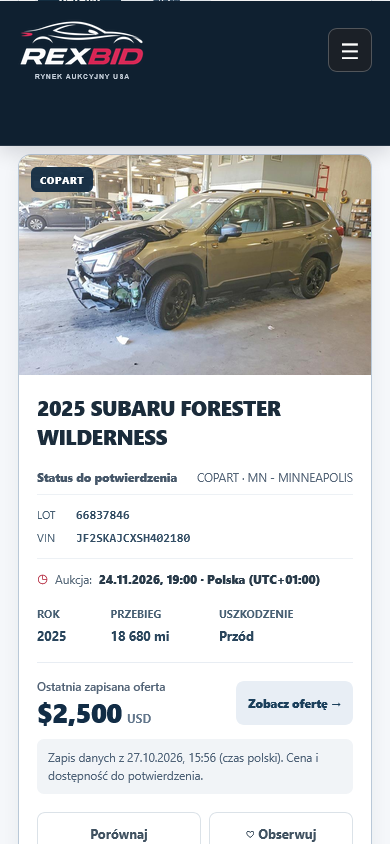 REXBID
RYNEK AUKCYJNY USA
COPART
2025 SUBARU FORESTER
WILDERNESS
Status do potwierdzenia COPART · MN - MINNEAPOLIS
LOT 66837846
VIN JF2SKAJCXSH402180
Aukcja: 24.11.2026, 19:00 · Polska (UTC+01:00)
ROK PRZEBIEG USZKODZENIE
2025 18 680 mi Przód
Ostatnia zapisana oferta
$2,500 USD
Zobacz ofertę →
Zapis danych z 27.10.2026, 15:56 (czas polski). Cena i
dostępność do potwierdzenia.
Porównaj ♡ Obserwuj